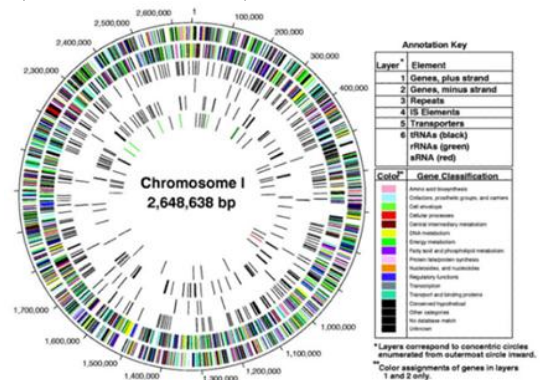 2,600,000
1
2,500,000
100,000
200,000
2,400,000
300,000
2,300,000
400,000
Chromosome I
2,648,638 bp
1,700,000
1,600,000
1,500,000
1,400,000
1,300,000
1,200,000
1,100,000
1,000,000
Annotation Key
Layer* Element
1 Genes, plus strand
2 Genes, minus strand
3 Repeats
4 IS Elements
5 Transporters
6 tRNAs (black)
rRNAs (green)
sRNA (red)
Color** Gene Classification
Amino acid biosynthesis
Cofactors, prosthetic groups, and carriers
Cell envelope
Cellular processes
Central intermediary metabolism
DNA metabolism
Energy metabolism
Fatty acid and phospholipid metabolism
Protein fate/protein synthesis
Nucleosides, and nucleotides
Regulatory functions
Transcription
Transport and binding proteins
Conserved hypothetical
Other categories
No database match
Unknown
*Layers correspond to concentric circles
enumerated from outermost circle inward.
**Color assignments of genes in layers
1 and 2 only.